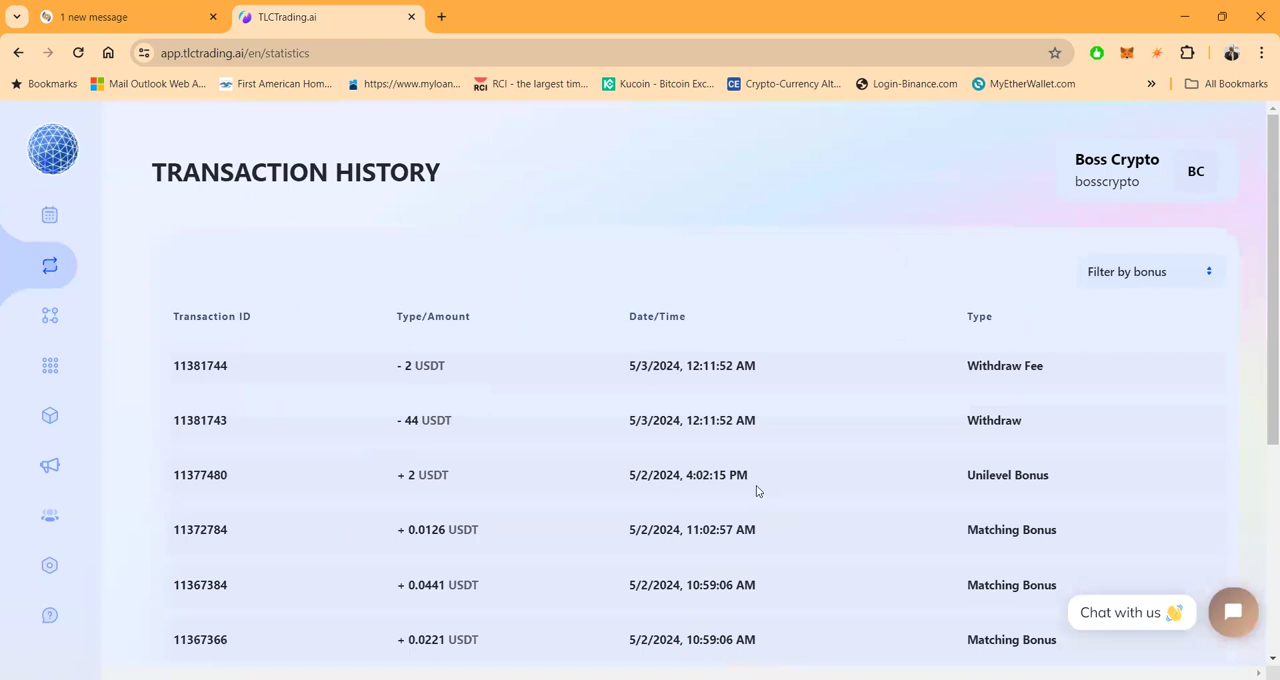 1 new message
TLCTrading.ai
app.tlctrading.ai/en/statistics
Bookmarks
Mail Outlook Web A...
First American Hom...
https://www.myloan...
RCI - the largest tim...
Kucoin - Bitcoin Exc...
Crypto-Currency Alt...
Login-Binance.com
MyEtherWallet.com
»
All Bookmarks
TRANSACTION HISTORY
Boss Crypto
bosscrypto
BC
Filter by bonus
Transaction ID Type/Amount Date/Time Type
11381744 - 2 USDT 5/3/2024, 12:11:52 AM Withdraw Fee
11381743 - 44 USDT 5/3/2024, 12:11:52 AM Withdraw
11377480 + 2 USDT 5/2/2024, 4:02:15 PM Unilevel Bonus
11372784 + 0.0126 USDT 5/2/2024, 11:02:57 AM Matching Bonus
11367384 + 0.0441 USDT 5/2/2024, 10:59:06 AM Matching Bonus
11367366 + 0.0221 USDT 5/2/2024, 10:59:06 AM Matching Bonus
Chat with us 👋